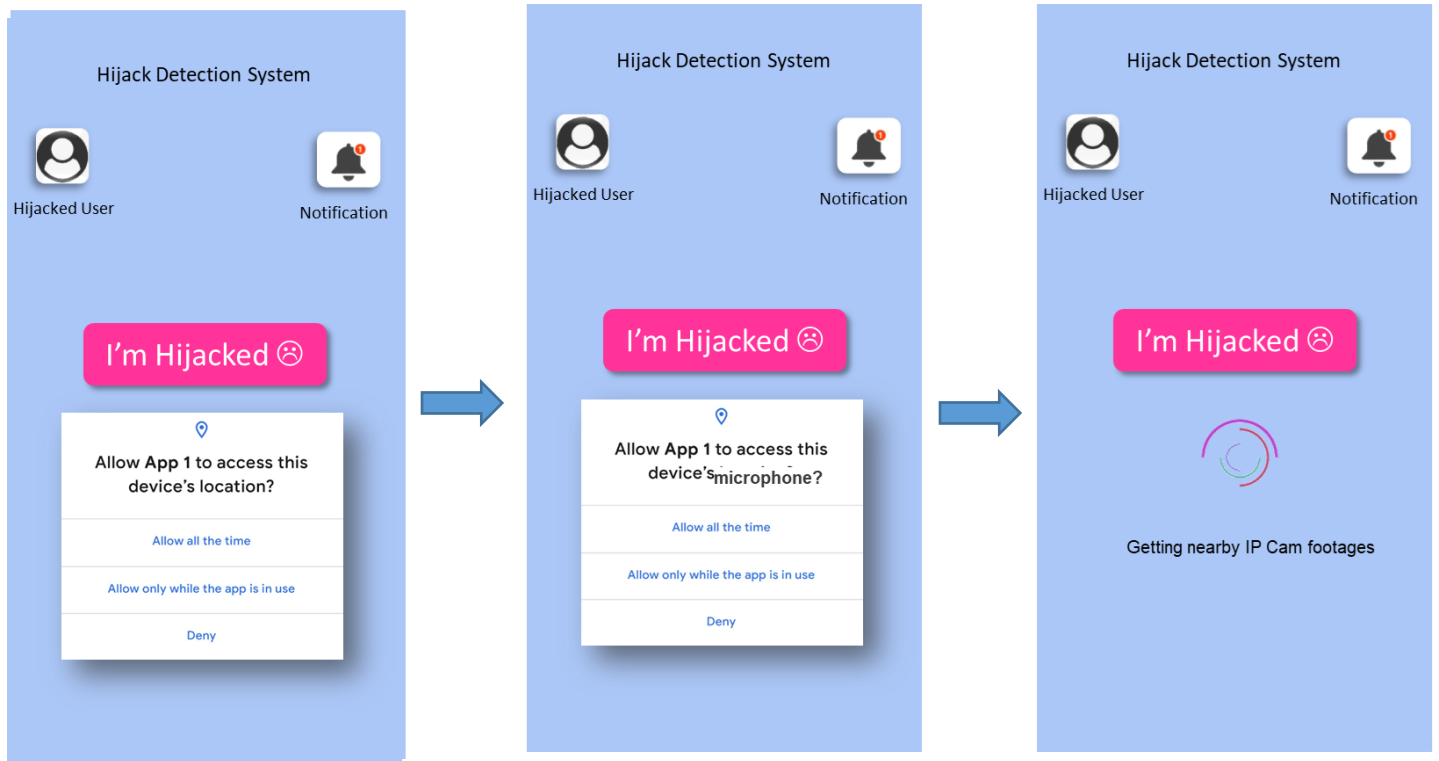 Hijack Detection System
1
Hijacked User
Notification
I'm Hijacked ☹
Allow App 1 to access this
device's location?
Allow all the time
Allow only while the app is in use
Deny
Hijack Detection System
1
Hijacked User
Notification
I'm Hijacked ☹
Allow App 1 to access this
device's microphone?
Allow all the time
Allow only while the app is in use
Deny
Hijack Detection System
1
Hijacked User
Notification
I'm Hijacked ☹
Getting nearby IP Cam footages